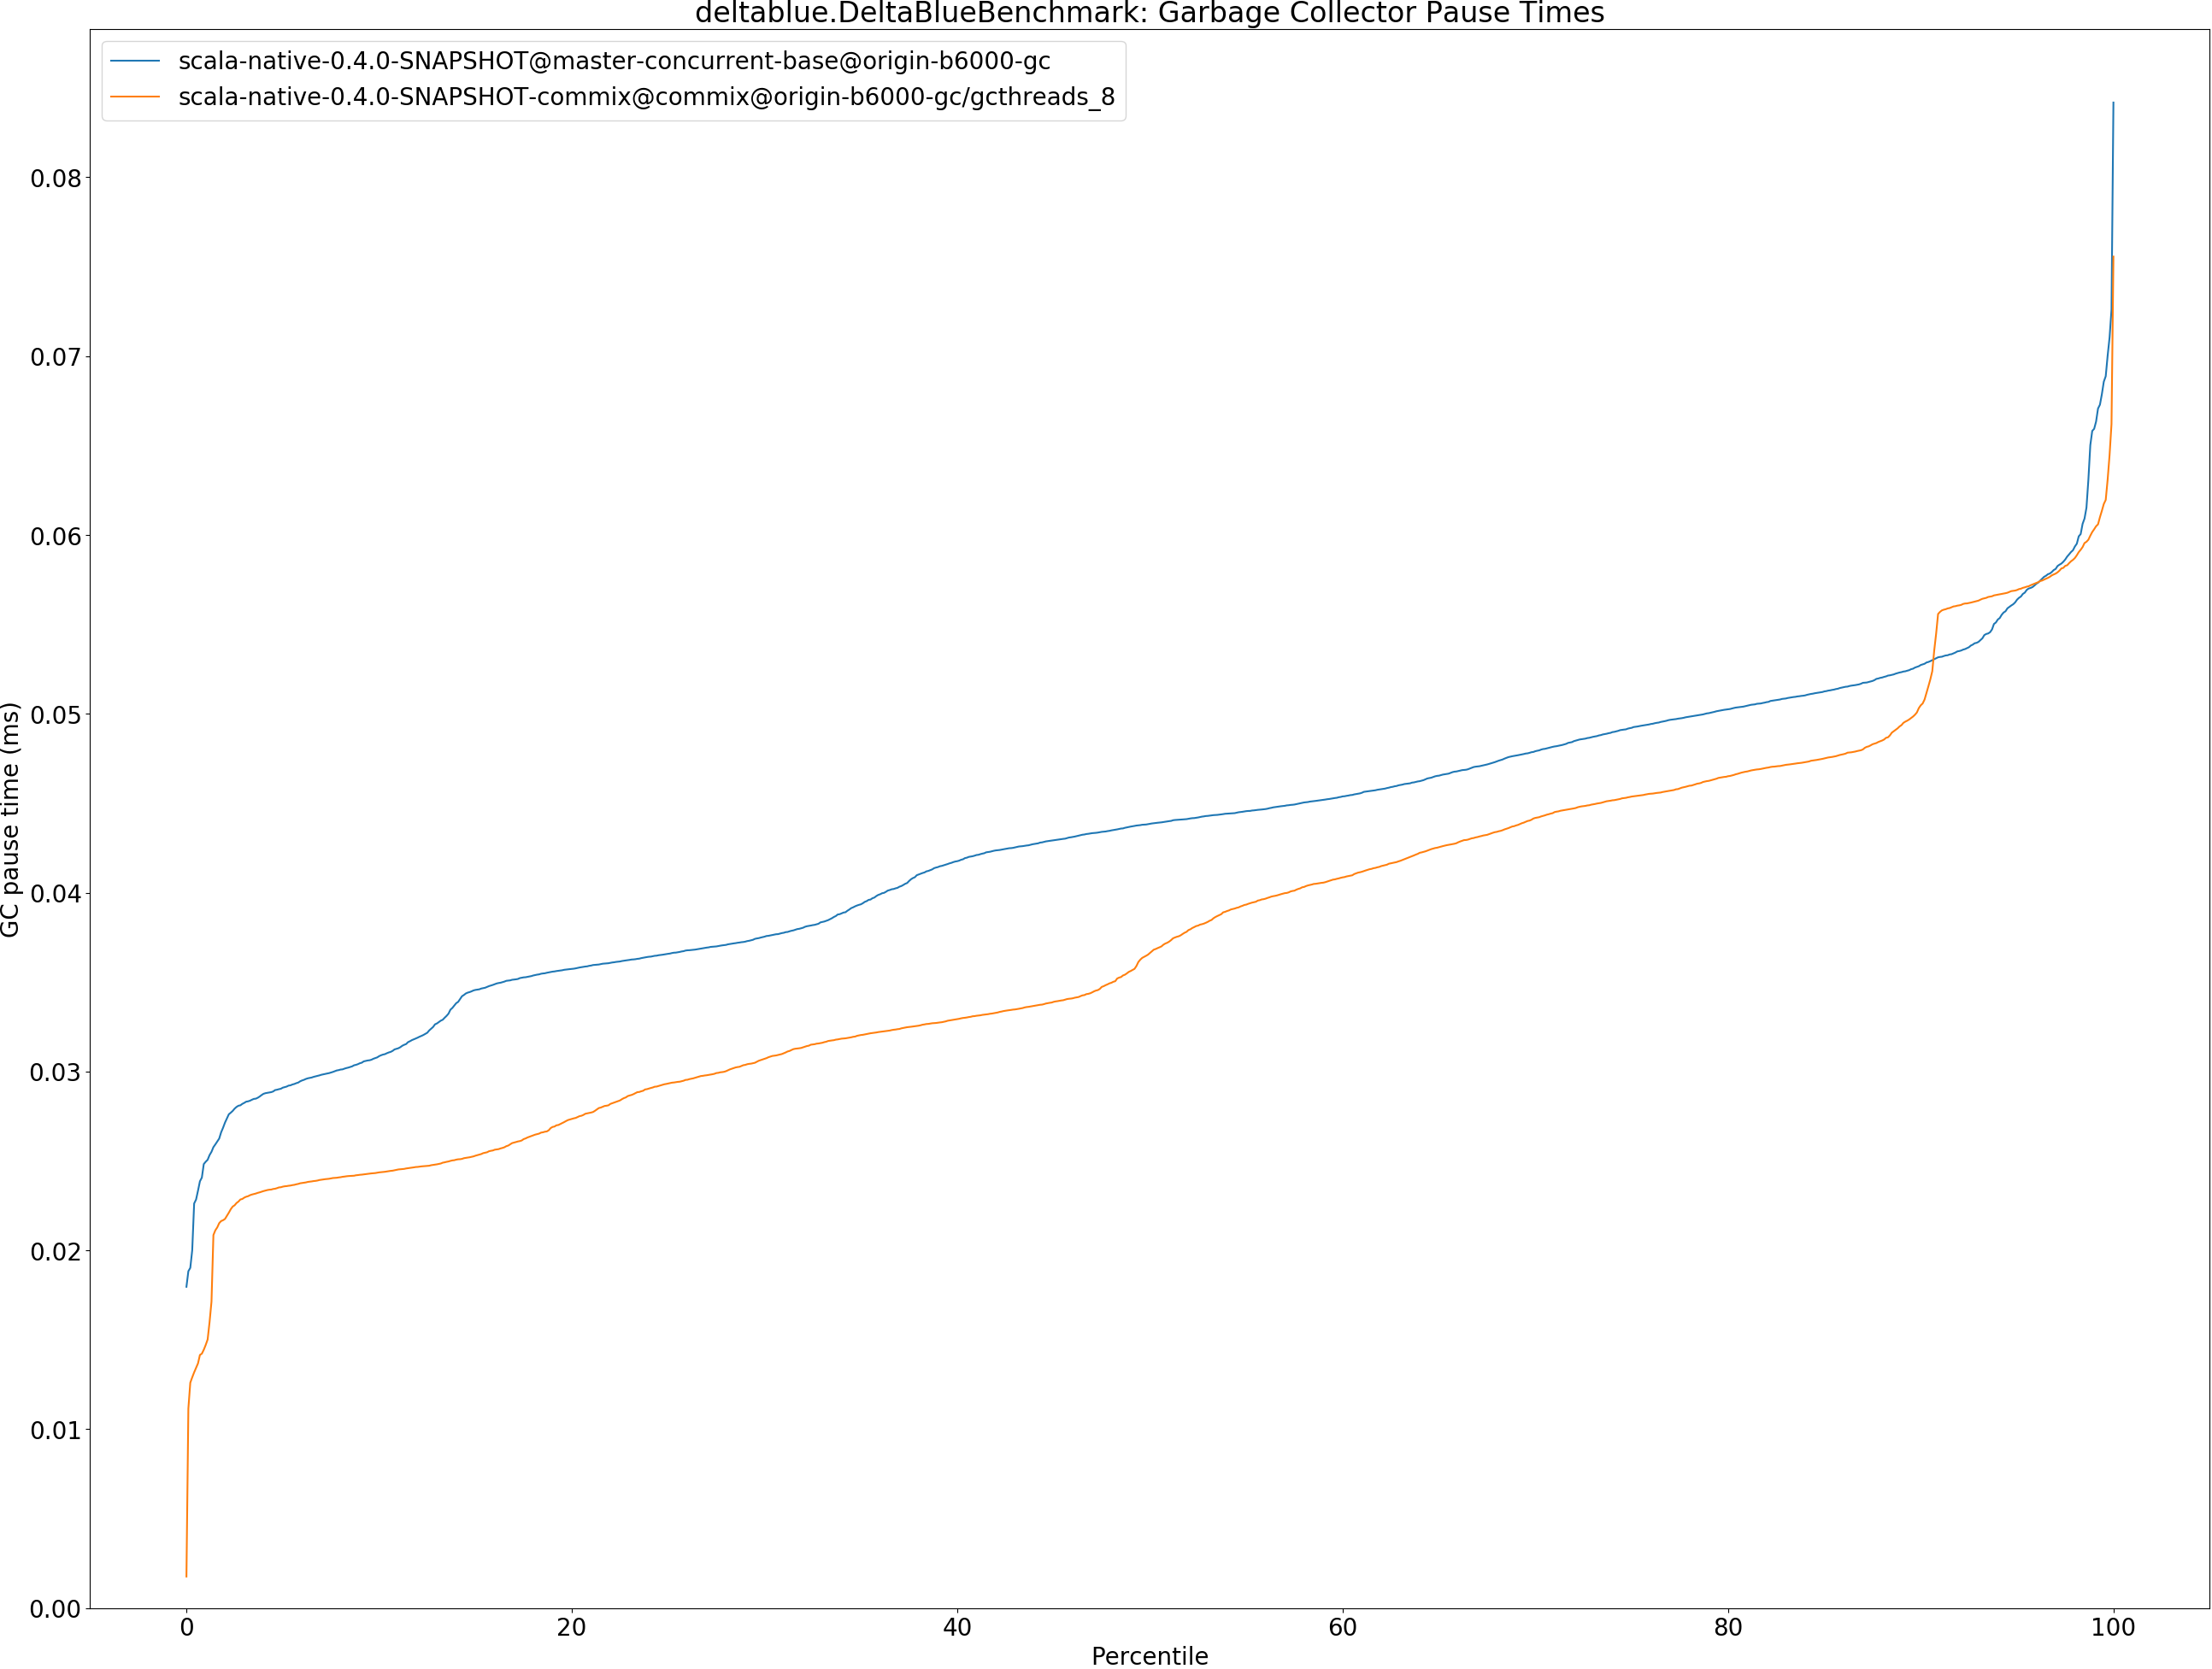 deltablue.DeltaBlueBenchmark: Garbage Collector Pause Times
scala-native-0.4.0-SNAPSHOT@master-concurrent-base@origin-b6000-gc
scala-native-0.4.0-SNAPSHOT-commix@commix@origin-b6000-gc/gcthreads_8
GC pause time (ms)
0.08
0.07
0.06
0.05
0.04
0.03
0.02
0.01
0.00
0 20 40 60 80 100
Percentile